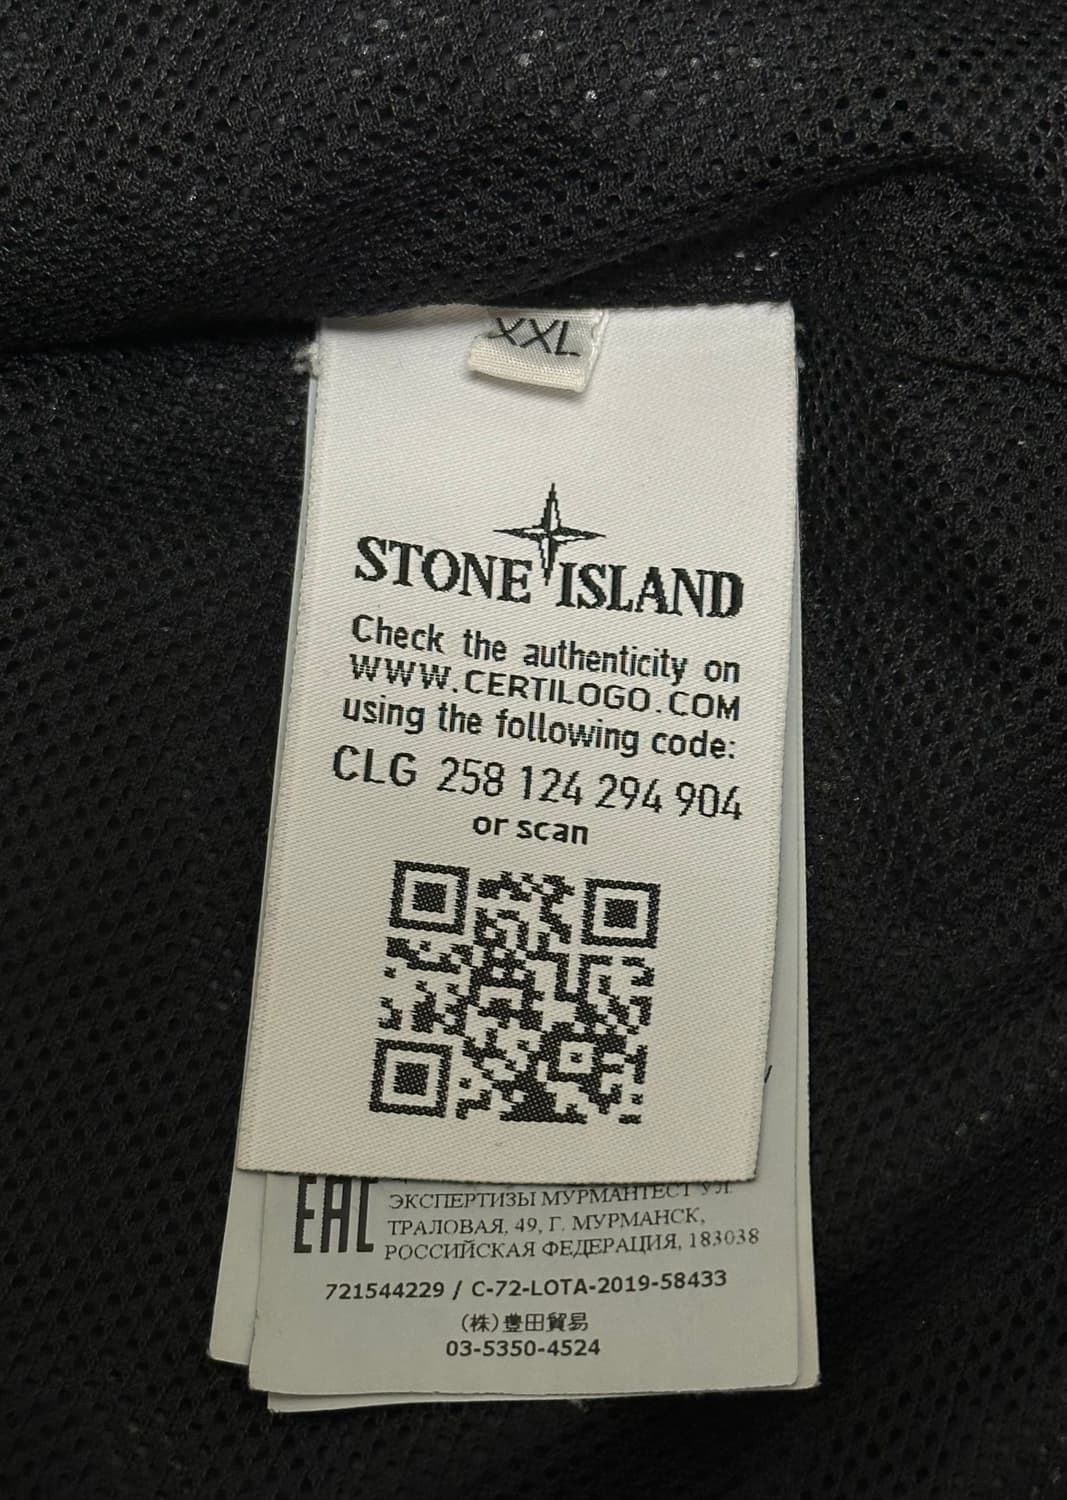 XXL
STONE ISLAND
Check the authenticity on
WWW.CERTILOGO.COM
using the following code:
CLG 258 124 294 904
or scan
EAC
ЭКСПЕРТИЗЫ МУРМАНТЕСТ УЛ.
ТРАЛОВАЯ, 49, Г. МУРМАНСК,
РОССИЙСКАЯ ФЕДЕРАЦИЯ, 183038
721544229 / C-72-LOTA-2019-58433
(株)豊田貿易
03-5350-4524